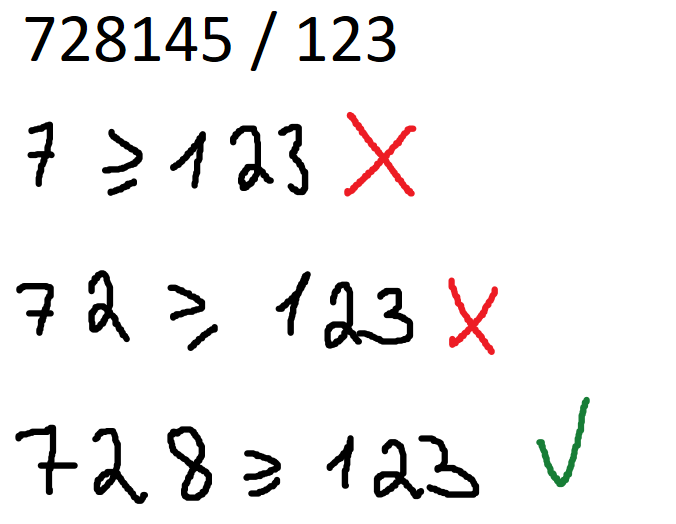 728145 / 123
7 ≥ 123 ✗
72 ≥ 123 ✗
728 ≥ 123 ✓